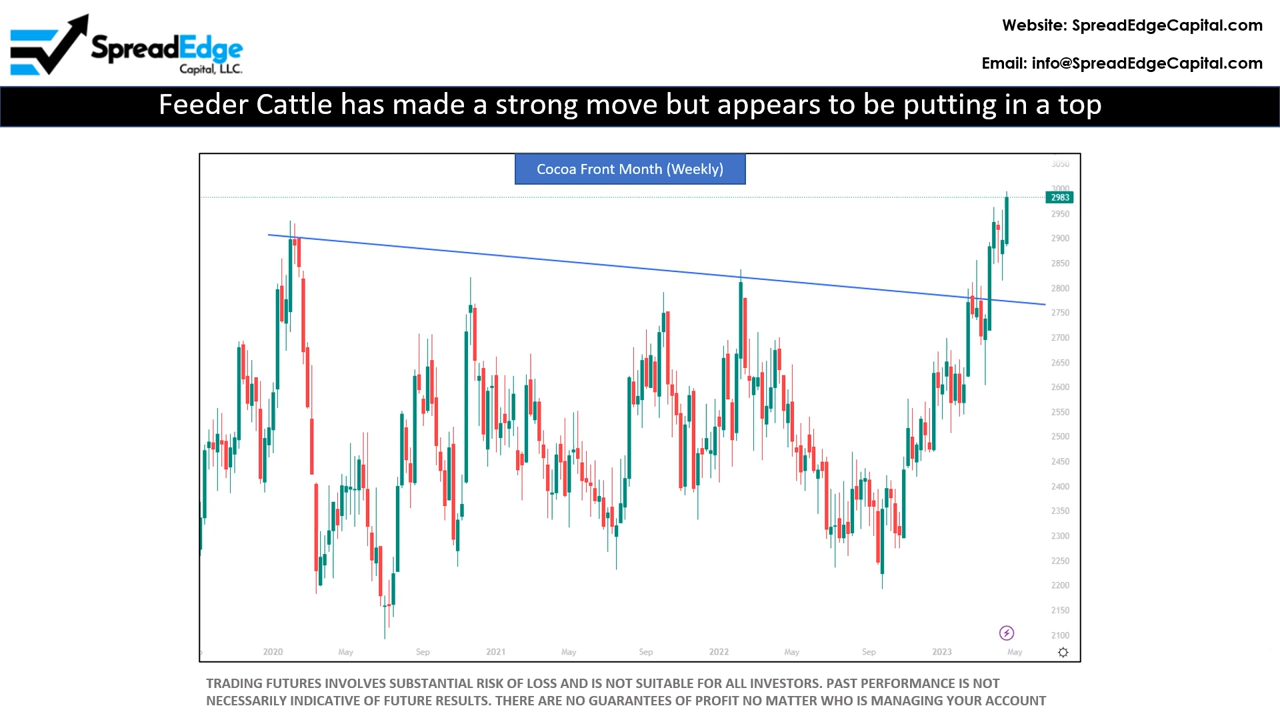 SpreadEdge
Capital, LLC.
Website: SpreadEdgeCapital.com
Email: info@SpreadEdgeCapital.com
Feeder Cattle has made a strong move but appears to be putting in a top
Cocoa Front Month (Weekly)
3050
3000
2983
2950
2900
2850
2800
2750
2700
2650
2600
2550
2500
2450
2400
2350
2300
2250
2200
2150
2100
2020 May Sep 2021 May Sep 2022 May Sep 2023 May
TRADING FUTURES INVOLVES SUBSTANTIAL RISK OF LOSS AND IS NOT SUITABLE FOR ALL INVESTORS. PAST PERFORMANCE IS NOT
NECESSARILY INDICATIVE OF FUTURE RESULTS. THERE ARE NO GUARANTEES OF PROFIT NO MATTER WHO IS MANAGING YOUR ACCOUNT